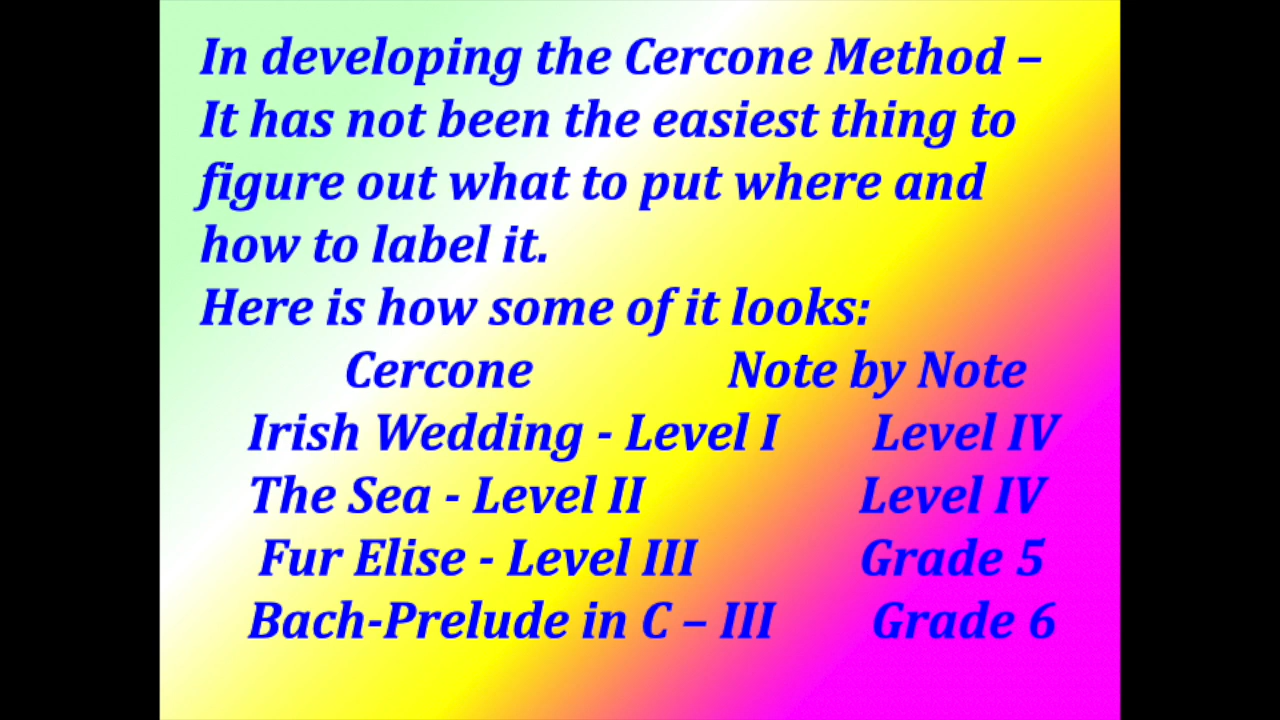 In developing the Cercone Method –
It has not been the easiest thing to
figure out what to put where and
how to label it.
Here is how some of it looks:
Cercone Note by Note
Irish Wedding - Level I Level IV
The Sea - Level II Level IV
Fur Elise - Level III Grade 5
Bach-Prelude in C – III Grade 6